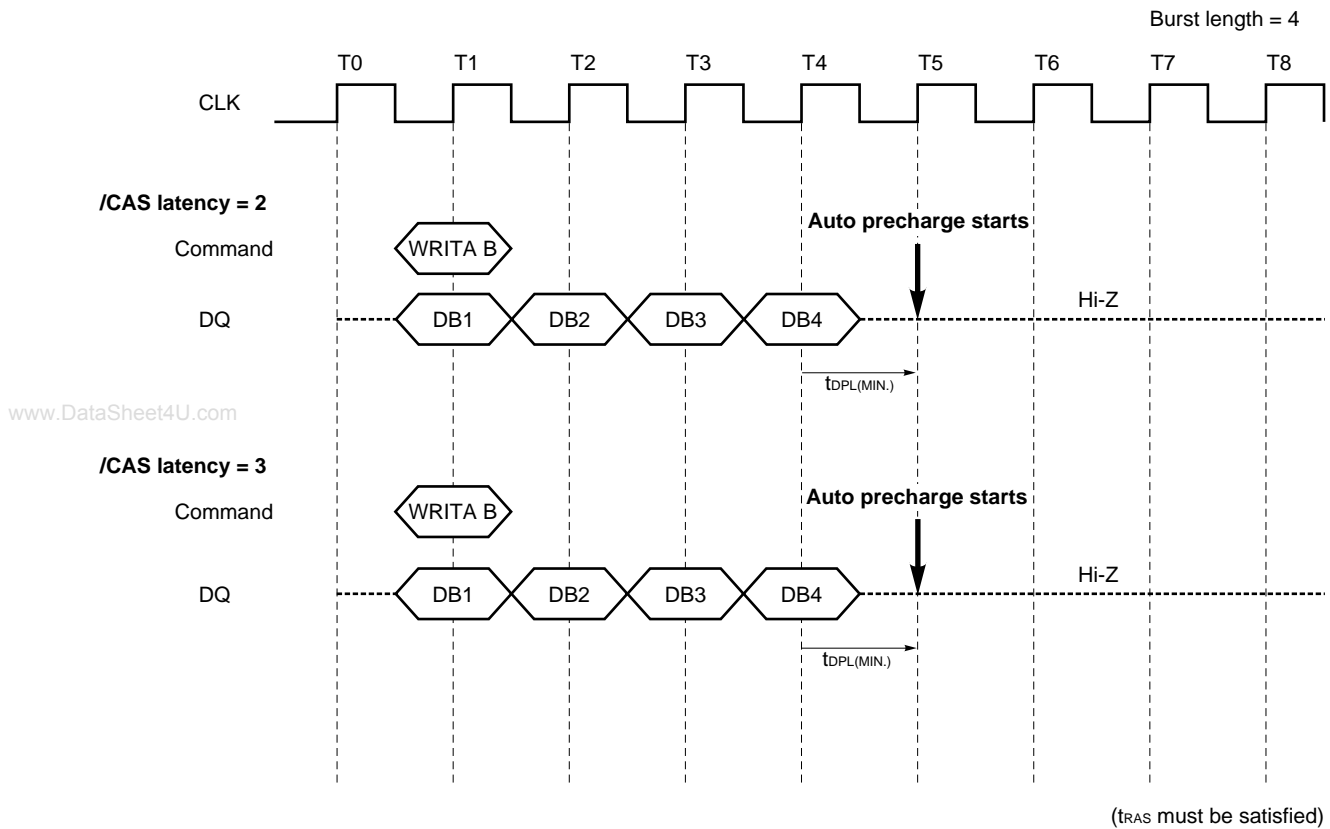 Burst length = 4
T0 T1 T2 T3 T4 T5 T6 T7 T8
CLK
/CAS latency = 2
Auto precharge starts
Command WRITA B
Hi-Z
DQ DB1 DB2 DB3 DB4
tDPL(MIN.)
www.DataSheet4U.com
/CAS latency = 3
Auto precharge starts
Command WRITA B
Hi-Z
DQ DB1 DB2 DB3 DB4
tDPL(MIN.)
(tRAS must be satisfied)